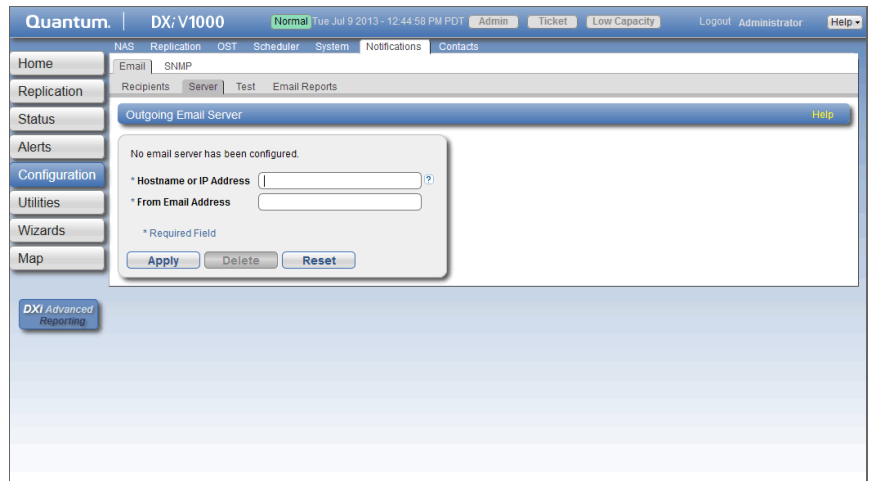 Quantum. DXi V1000 Normal Tue Jul 9 2013 - 12:44:58 PM PDT Admin Ticket Low Capacity Logout Administrator Help
NAS Replication OST Scheduler System Notifications Contacts
Home
Email SNMP
Replication
Recipients Server Test Email Reports
Status
Outgoing Email Server Help
Alerts
No email server has been configured.
Configuration
* Hostname or IP Address ?
Utilities
* From Email Address
Wizards
* Required Field
Map
Apply Delete Reset
DXi Advanced
Reporting